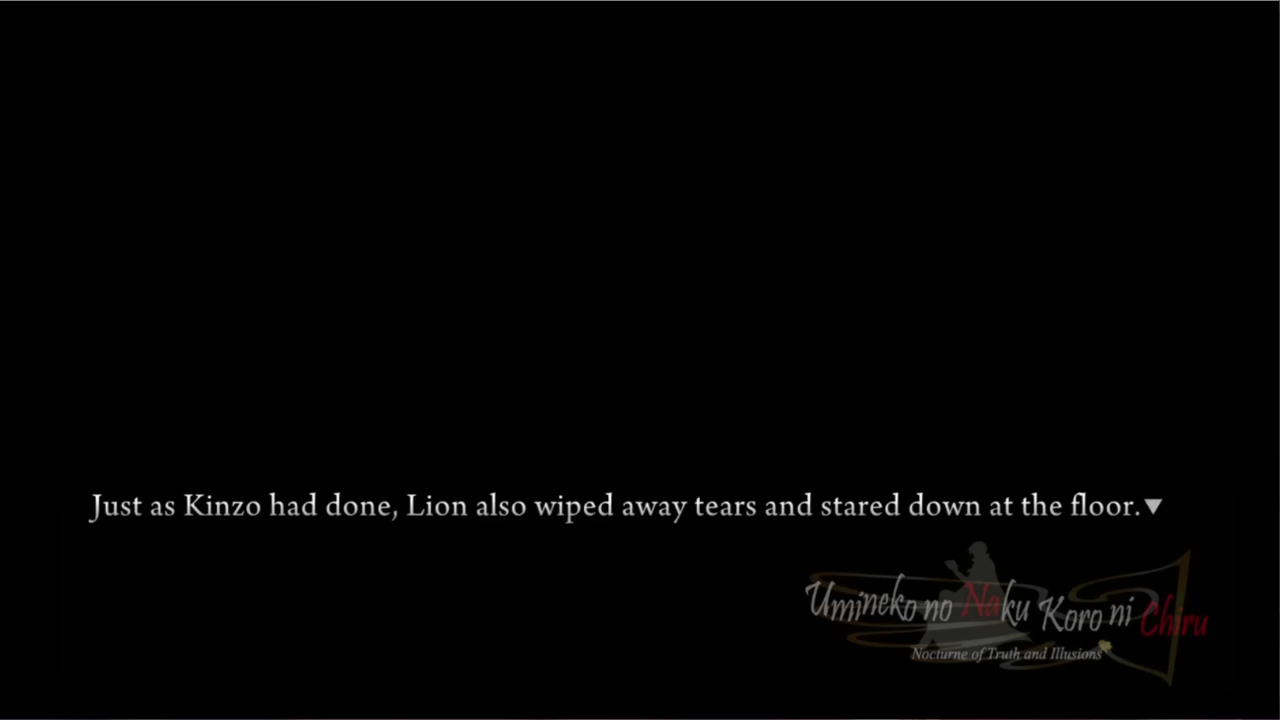 Just as Kinzo had done, Lion also wiped away tears and stared down at the floor.
Umineko no Naku Koro ni Chiru
Nocturne of Truth and Illusions